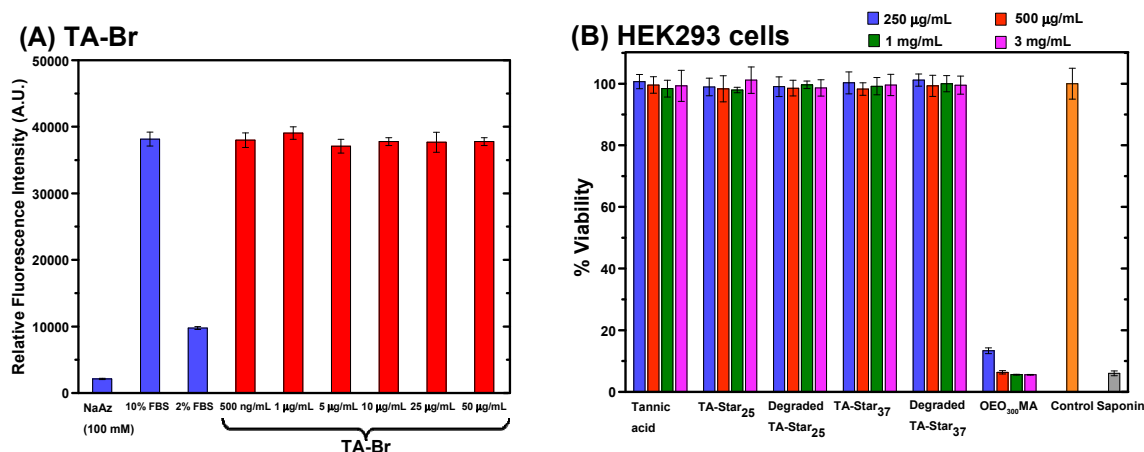 (A) TA-Br
Relative Fluorescence Intensity (A.U.)
50000
40000
30000
20000
10000
0
NaAz
(100 mM)
10% FBS
2% FBS
500 ng/mL
1 µg/mL
5 µg/mL
10 µg/mL
25 µg/mL
50 µg/mL
TA-Br
(B) HEK293 cells
250 µg/mL
500 µg/mL
1 mg/mL
3 mg/mL
% Viability
100
80
60
40
20
0
Tannic
acid
TA-Star25
Degraded
TA-Star25
TA-Star37
Degraded
TA-Star37
OEO300MA
Control
Saponin